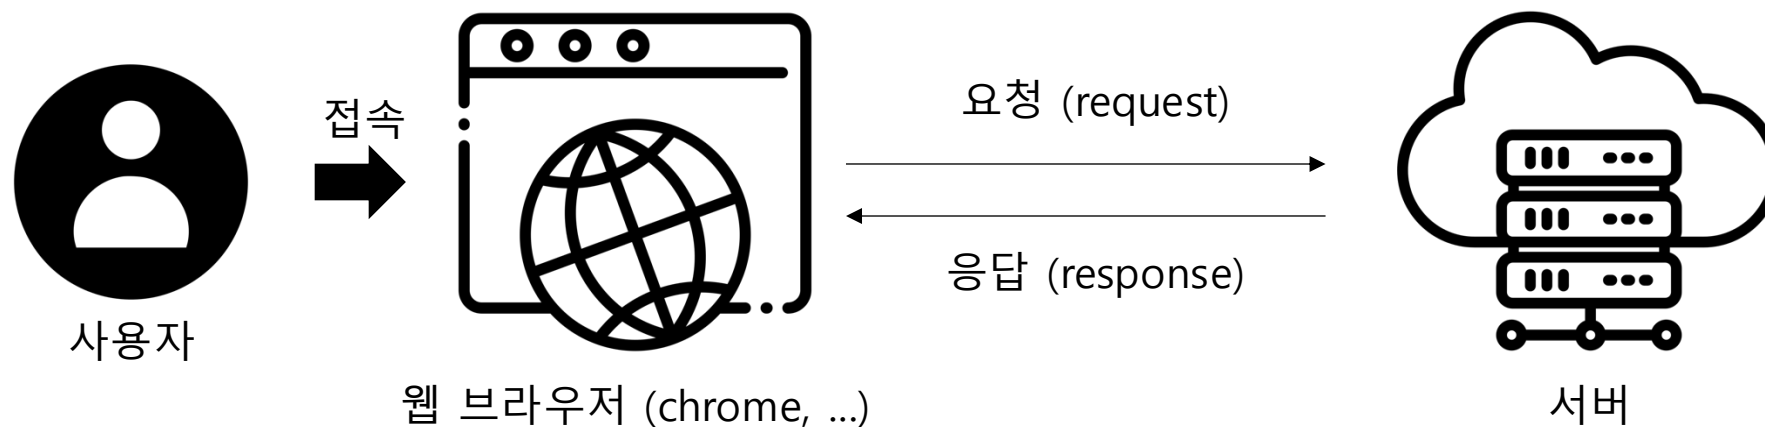 접속
요청 (request)
응답 (response)
사용자
웹 브라우저 (chrome, ...)
서버